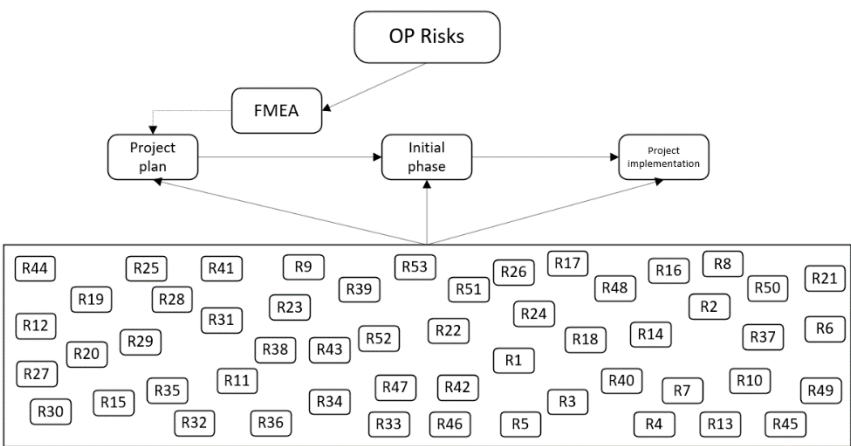 OP Risks
FMEA
Project
plan
Initial
phase
Project
implementation
R44 R25 R41 R9 R53 R26 R17 R16 R8 R21
R19 R28 R39 R51 R48 R50
R12 R31 R23 R24 R2 R6
R20 R29 R38 R43 R52 R22 R18 R14 R37
R27 R11 R1 R40 R10
R30 R15 R35 R34 R47 R42 R3 R7 R49
R32 R36 R33 R46 R5 R4 R13 R45